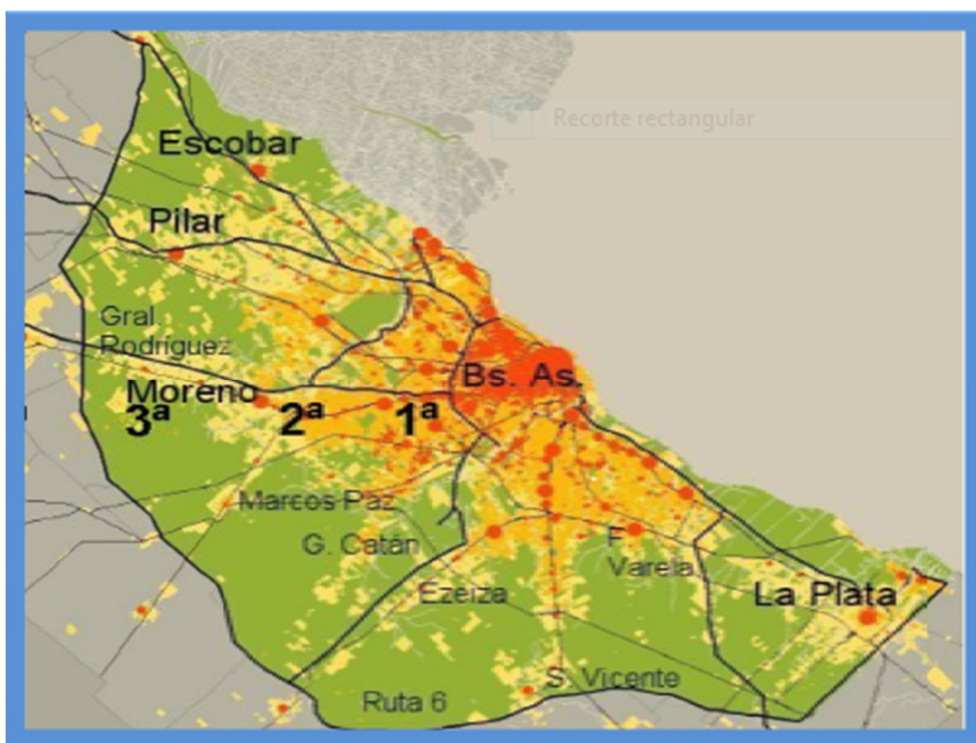 Recorte rectangular
Escobar
Pilar
Gral.
Rodríguez
Moreno
Bs. As.
3ª
2ª
1ª
Marcos Paz
G. Catán
F.
Varela
Ezeiza
La Plata
S. Vicente
Ruta 6